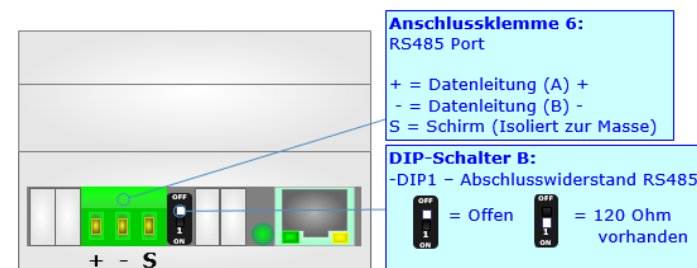 Anschlussklemme 6:
RS485 Port
+ = Datenleitung (A) +
- = Datenleitung (B) -
S = Schirm (Isoliert zur Masse)
DIP-Schalter B:
-DIP1 – Abschlusswiderstand RS485
OFF
1
ON
= Offen
OFF
1
ON
= 120 Ohm
vorhanden
OFF
1
ON
+ - S